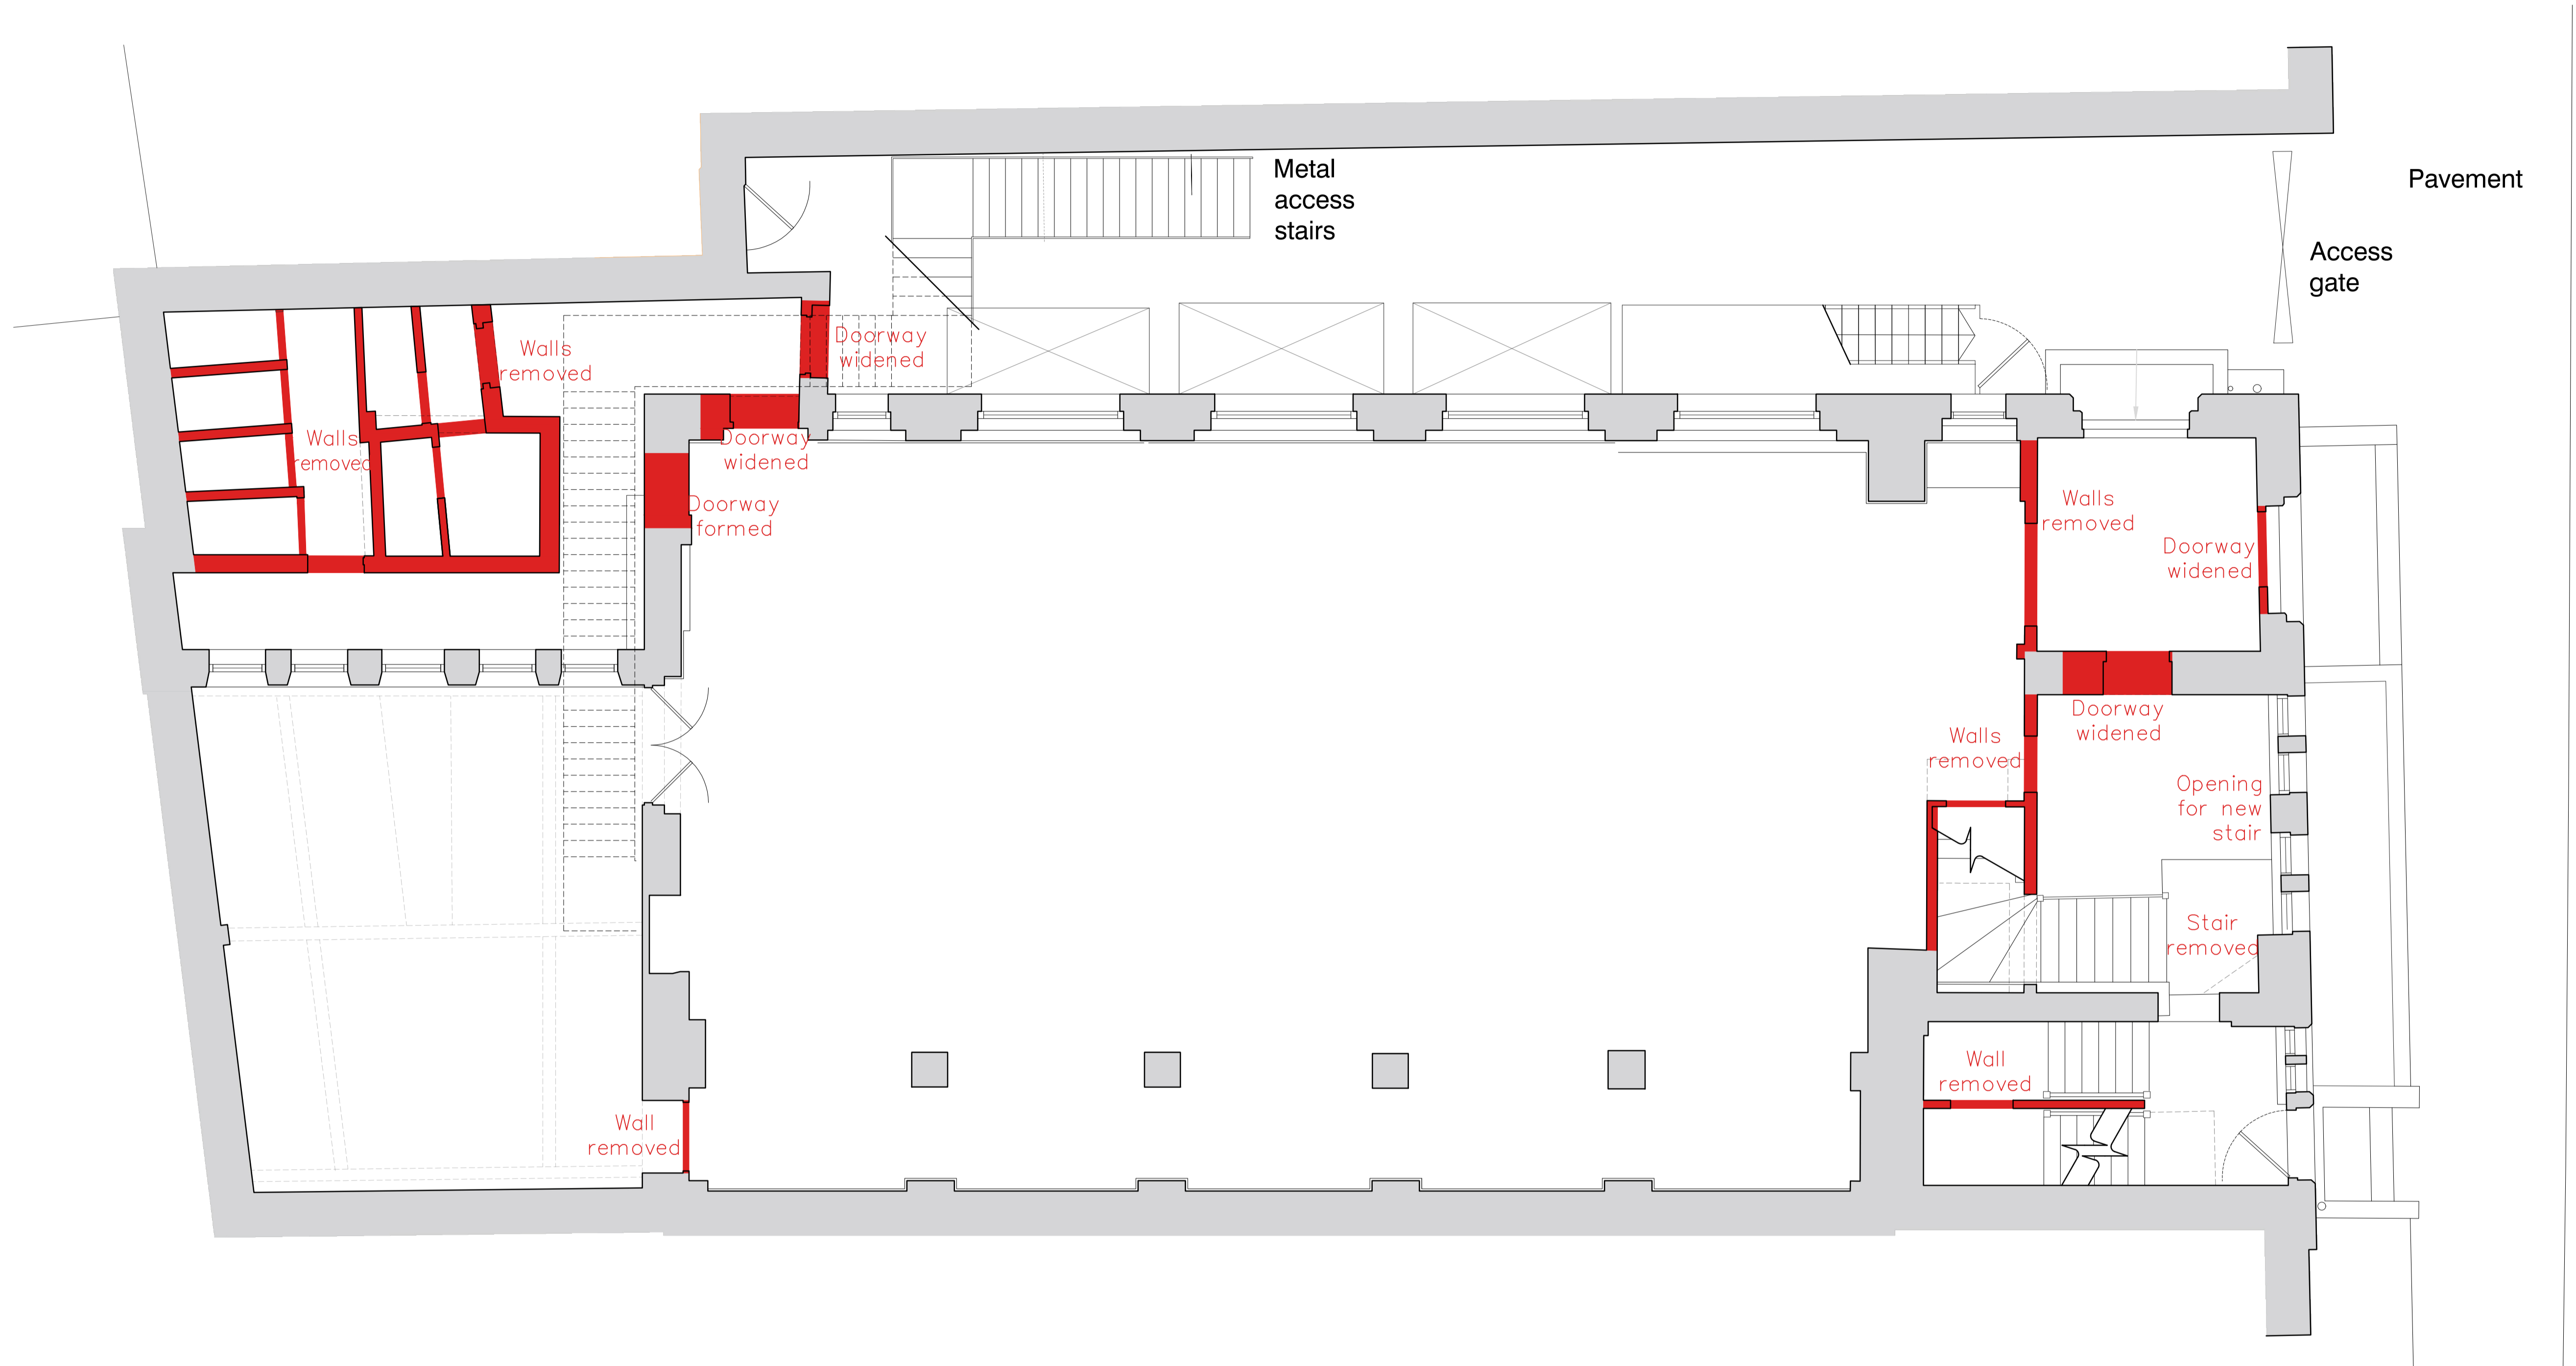 Metal
access
stairs
Pavement
Access
gate
Walls
removed
Doorway
widened
Walls
removed
Doorway
widened
Doorway
formed
Walls
removed
Doorway
widened
Doorway
widened
Walls
removed
Opening
for new
stair
Stair
removed
Wall
removed
Wall
removed